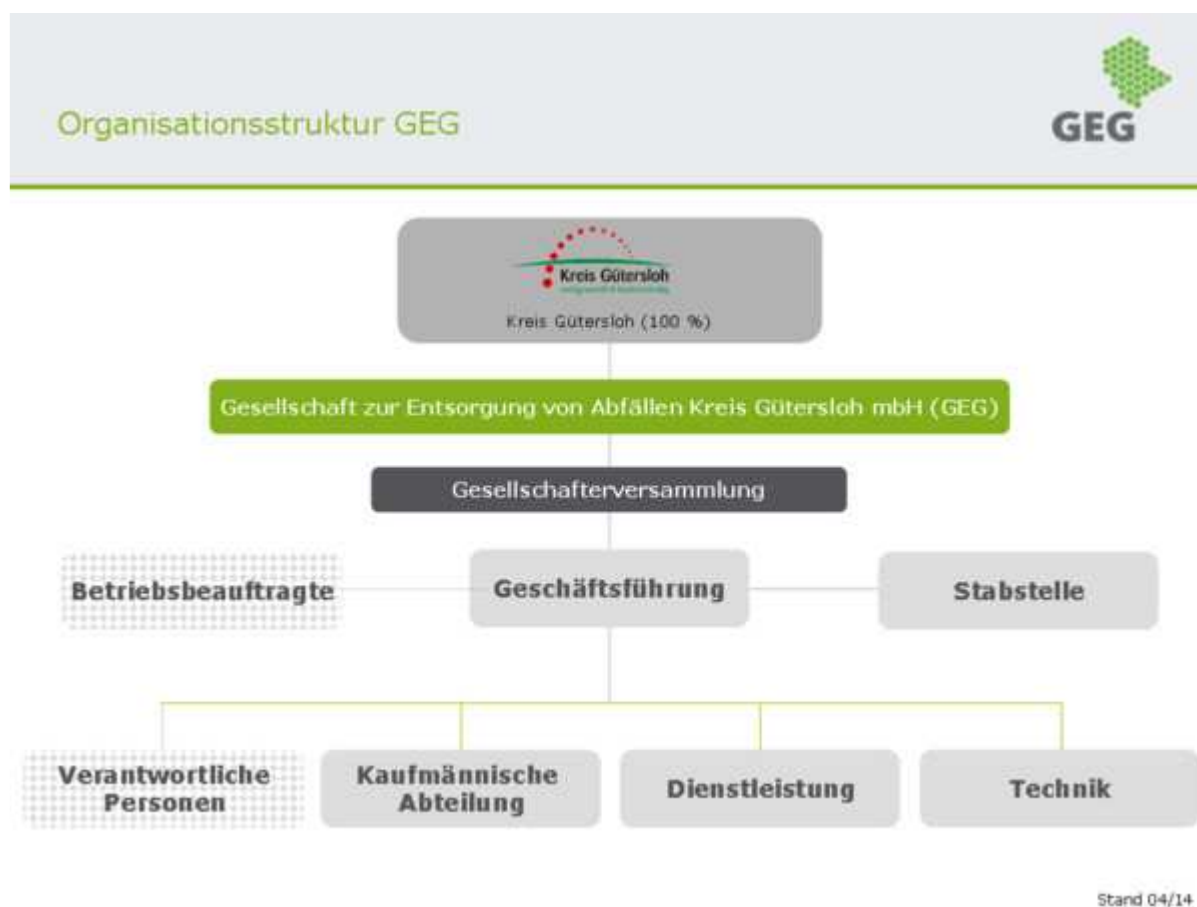 Organisationsstruktur GEG
GEG
Kreis Gütersloh
Kreis Gütersloh (100 %)
Gesellschaft zur Entsorgung von Abfällen Kreis Gütersloh mbH (GEG)
Gesellschafterversammlung
Betriebsbeauftragte
Geschäftsführung
Stabstelle
Verantwortliche
Personen
Kaufmännische
Abteilung
Dienstleistung
Technik
Stand 04/14